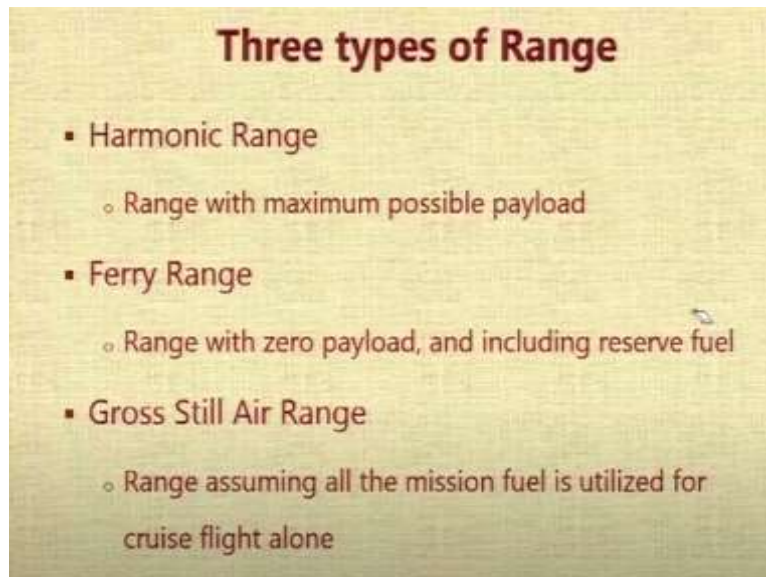 Three types of Range
▪ Harmonic Range
○ Range with maximum possible payload
▪ Ferry Range
○ Range with zero payload, and including reserve fuel
▪ Gross Still Air Range
○ Range assuming all the mission fuel is utilized for
cruise flight alone